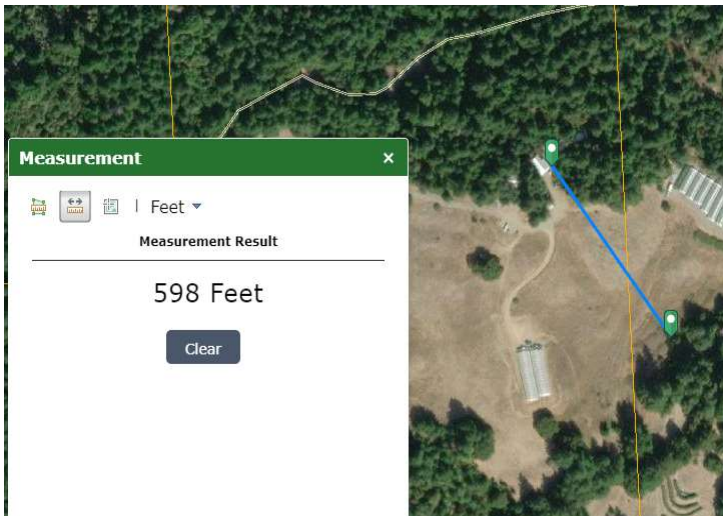 Measurement ×
| Feet
Measurement Result
598 Feet
Clear